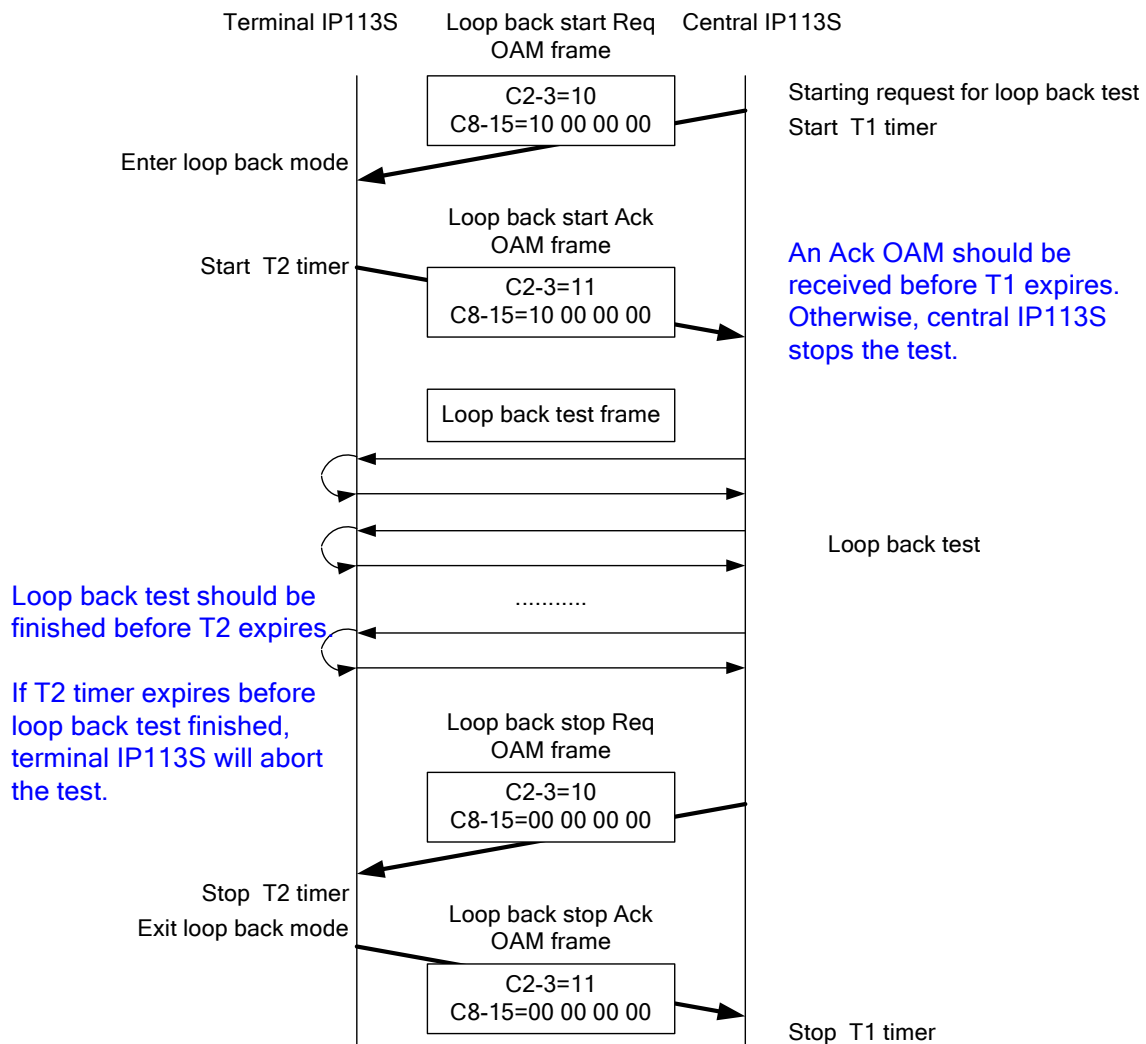 Terminal IP113S
Loop back start Req
OAM frame
Central IP113S
C2-3=10
C8-15=10 00 00 00
Starting request for loop back test
Start T1 timer
Enter loop back mode
Loop back start Ack
OAM frame
Start T2 timer
C2-3=11
C8-15=10 00 00 00
An Ack OAM should be
received before T1 expires.
Otherwise, central IP113S
stops the test.
Loop back test frame
Loop back test
Loop back test should be
finished before T2 expires.
...........
If T2 timer expires before
loop back test finished,
terminal IP113S will abort
the test.
Loop back stop Req
OAM frame
C2-3=10
C8-15=00 00 00 00
Stop T2 timer
Exit loop back mode
Loop back stop Ack
OAM frame
C2-3=11
C8-15=00 00 00 00
Stop T1 timer